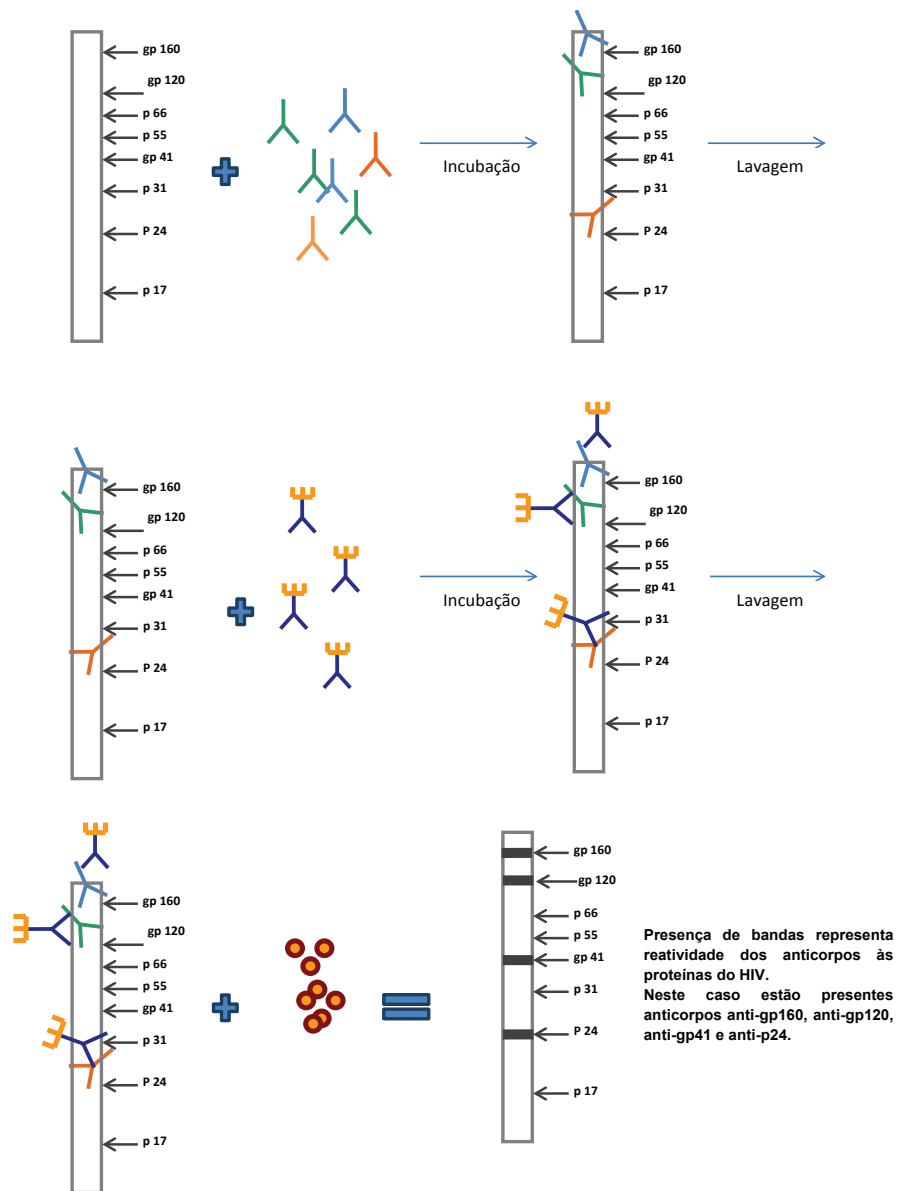 gp 160
gp 120
p 66
p 55
gp 41
p 31
P 24
p 17
Incubação
gp 160
gp 120
p 66
p 55
gp 41
p 31
P 24
p 17
Lavagem
gp 160
gp 120
p 66
p 55
gp 41
p 31
P 24
p 17
Incubação
gp 160
gp 120
p 66
p 55
gp 41
p 31
P 24
p 17
Lavagem
gp 160
gp 120
p 66
p 55
gp 41
p 31
P 24
p 17
gp 160
gp 120
p 66
p 55
gp 41
p 31
P 24
p 17
Presença de bandas representa
reatividade dos anticorpos às
proteínas do HIV.
Neste caso estão presentes
anticorpos anti-gp160, anti-gp120,
anti-gp41 e anti-p24.